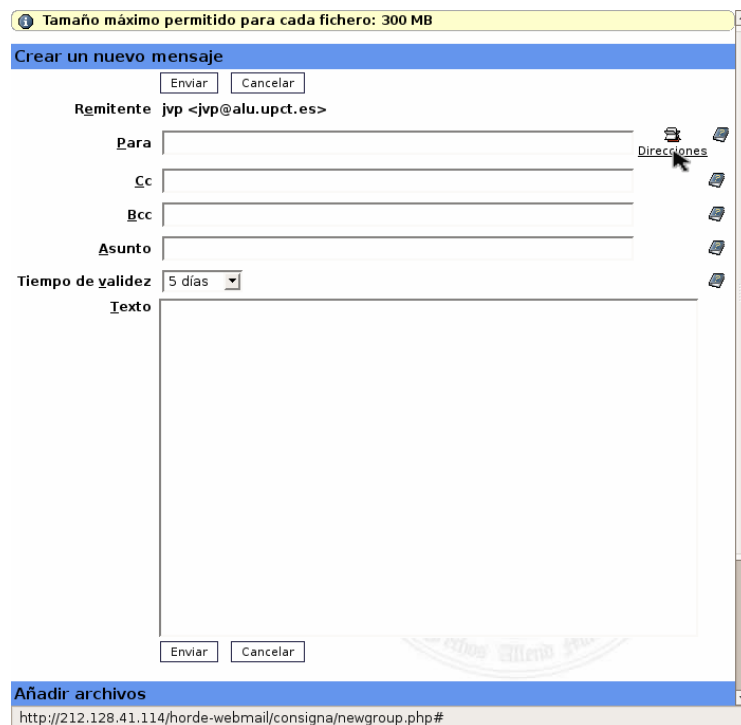 Tamaño máximo permitido para cada fichero: 300 MB
Crear un nuevo mensaje
Enviar Cancelar
Remitente jvp <jvp@alu.upct.es>
Para
Direcciones
Cc
Bcc
Asunto
Tiempo de validez 5 días
Texto
Enviar Cancelar
Añadir archivos
http://212.128.41.114/horde-webmail/consigna/newgroup.php#